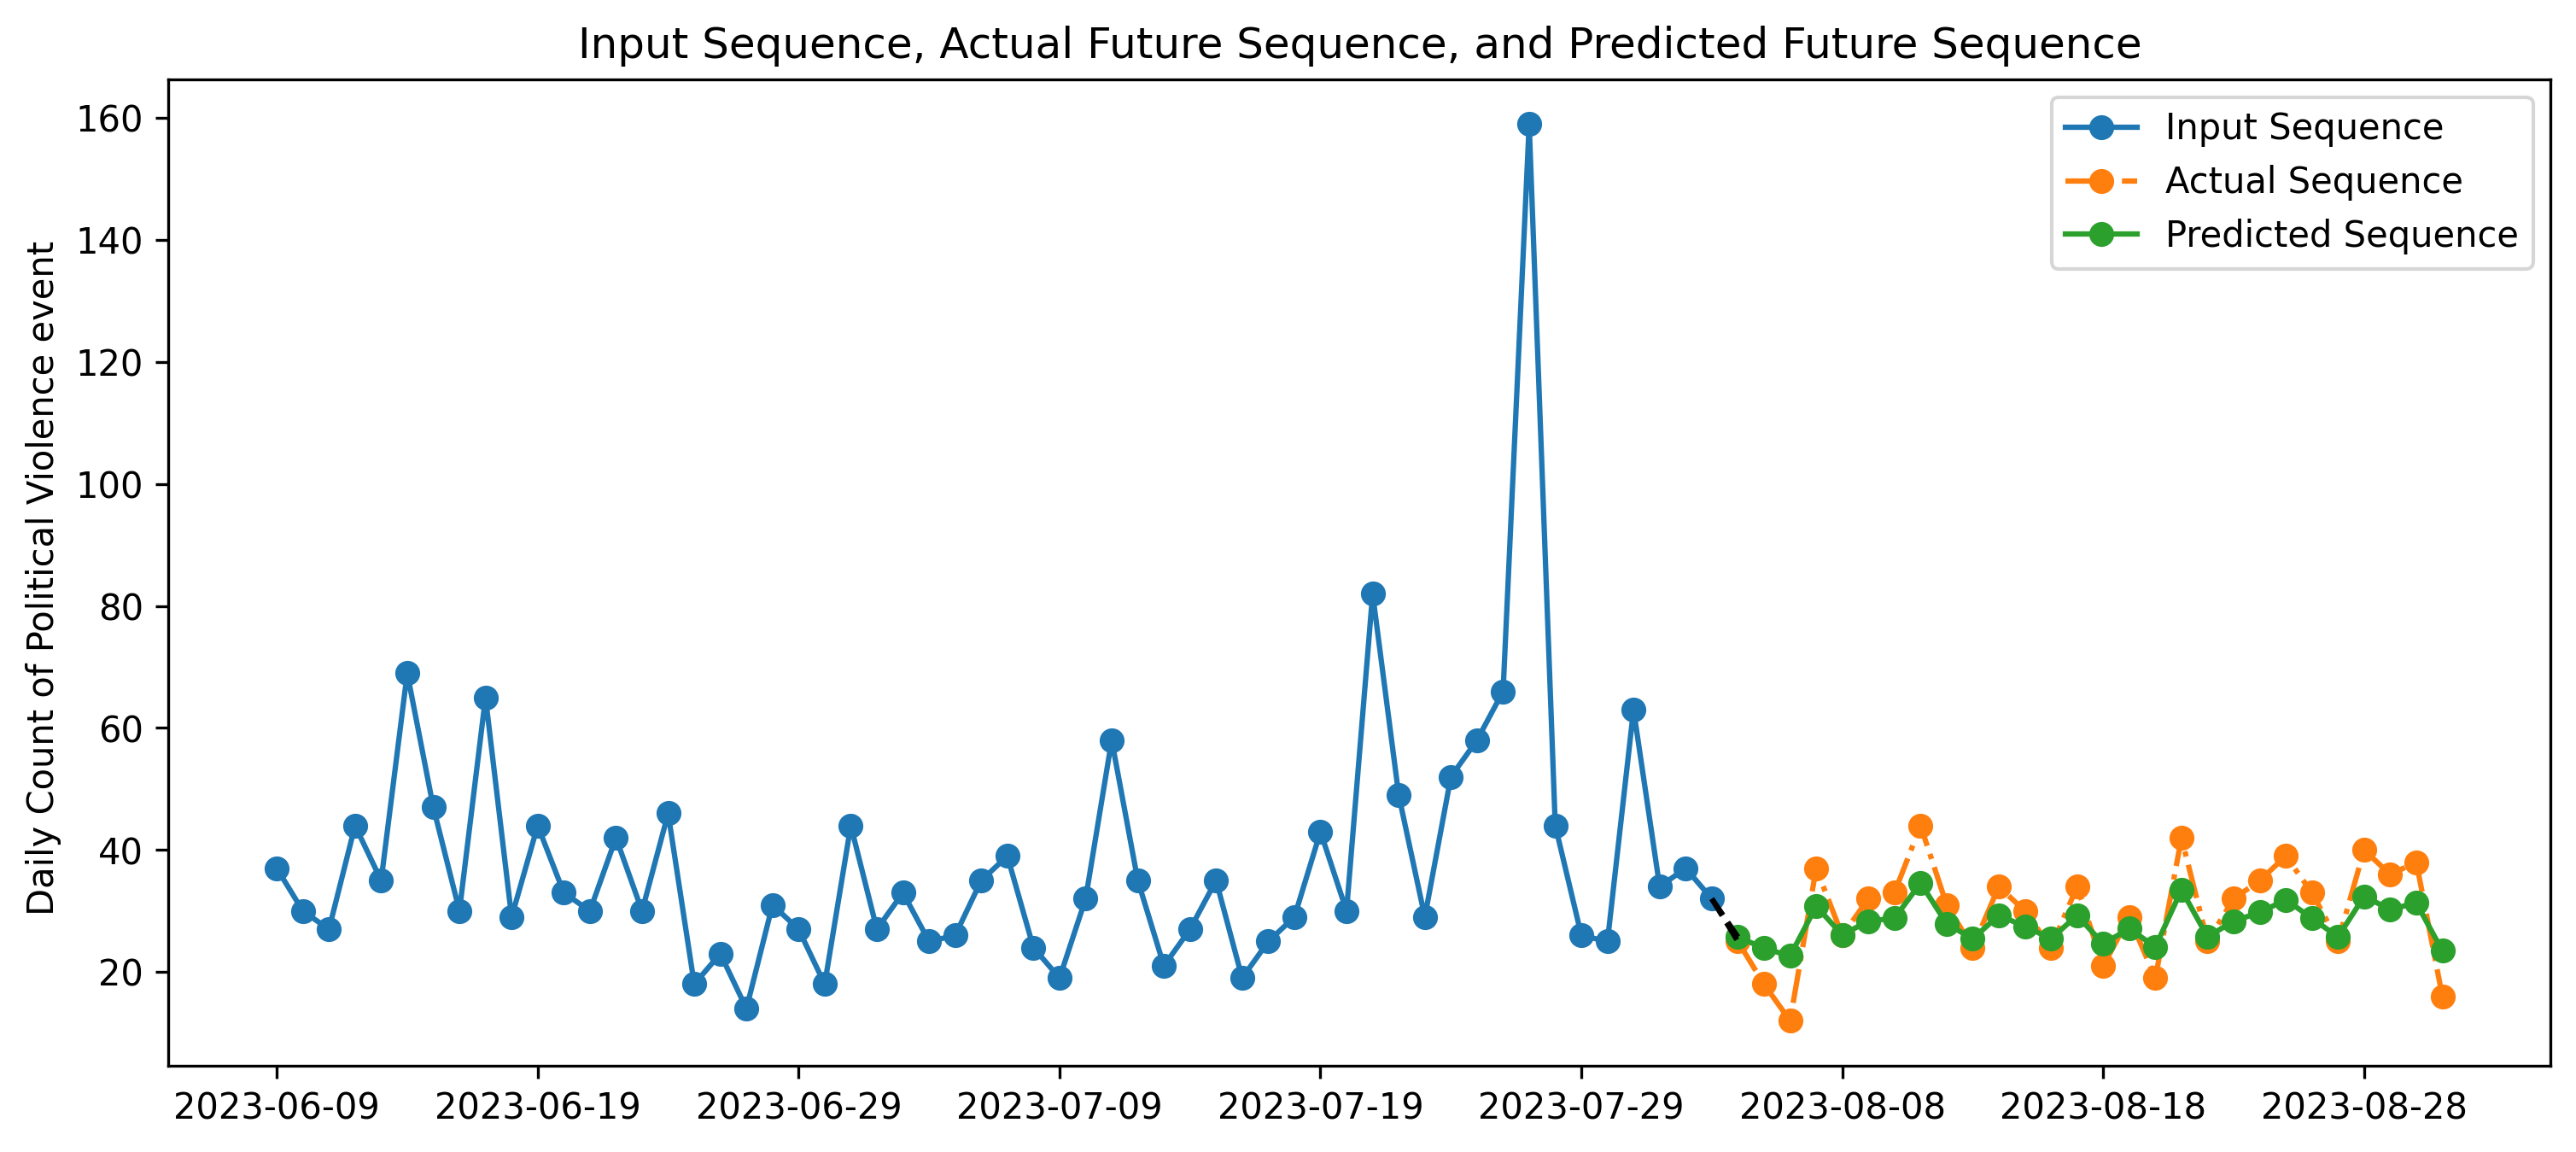 Input Sequence, Actual Future Sequence, and Predicted Future Sequence
Daily Count of Political Violence event
160
140
120
100
80
60
40
20
Input Sequence
Actual Sequence
Predicted Sequence
2023-06-09 2023-06-19 2023-06-29 2023-07-09 2023-07-19 2023-07-29 2023-08-08 2023-08-18 2023-08-28